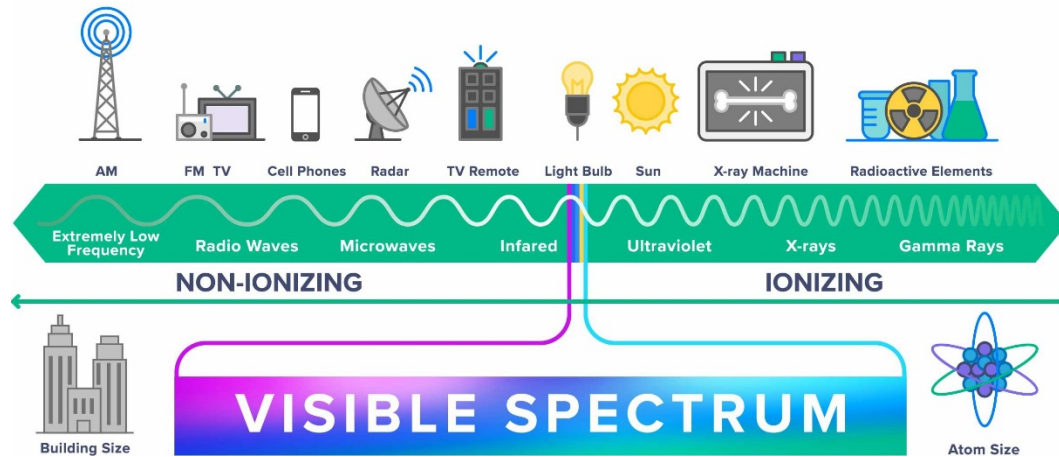 AM
FM TV
Cell Phones
Radar
TV Remote
Light Bulb
Sun
X-ray Machine
Radioactive Elements
Extremely Low
Frequency
Radio Waves
Microwaves
Infared
Ultraviolet
X-rays
Gamma Rays
NON-IONIZING
IONIZING
VISIBLE SPECTRUM
Building Size
Atom Size